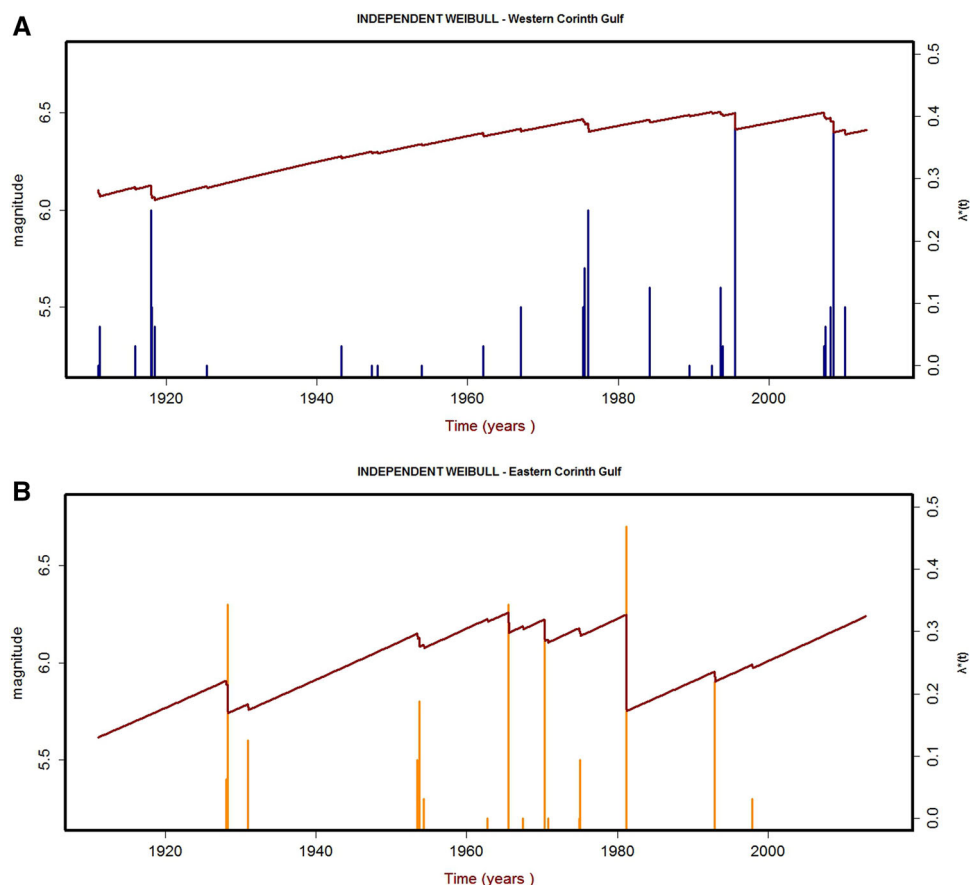 A
INDEPENDENT WEIBULL - Western Corinth Gulf
magnitude
6.5
6.0
5.5
0.5
0.4
0.3
0.2
0.1
0.0
λ*(t)
1920 1940 1960 1980 2000
Time (years )
B
INDEPENDENT WEIBULL - Eastern Corinth Gulf
magnitude
6.5
6.0
5.5
0.5
0.4
0.3
0.2
0.1
0.0
λ*(t)
1920 1940 1960 1980 2000
Time (years )